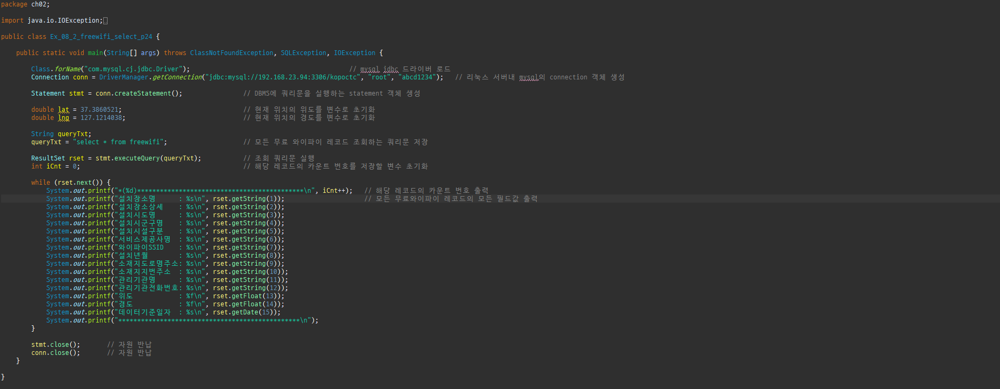 package ch02;
import java.io.IOException;
public class Ex_08_2_freewifi_select_p24 {
public static void main(String[] args) throws ClassNotFoundException, SQLException, IOException {
Class.forName("com.mysql.cj.jdbc.Driver"); // mysql jdbc 드라이버 로드
Connection conn = DriverManager.getConnection("jdbc:mysql://192.168.23.94:3306/kopoctc", "root", "abcd1234"); // 리눅스 서버내 mysql의 connection 객체 생성
Statement stmt = conn.createStatement(); // DBMS에 쿼리문을 실행하는 statement 객체 생성
double lat = 37.3860521; // 현재 위치의 위도를 변수로 초기화
double lng = 127.1214038; // 현재 위치의 경도를 변수로 초기화
String queryTxt;
queryTxt = "select * from freewifi"; // 모든 무료 와이파이 레코드 조회하는 쿼리문 저장
ResultSet rset = stmt.executeQuery(queryTxt); // 조회 쿼리문 실행
int iCnt = 0; // 해당 레코드의 카운트 번호를 저장할 변수 초기화
while (rset.next()) {
System.out.printf("*(%d)********************************************\n", iCnt++); // 해당 레코드의 카운트 번호 출력
System.out.printf("설치장소명 : %s\n", rset.getString(1)); // 모든 무료와이파이 레코드의 모든 필드값 출력
System.out.printf("설치장소상세 : %s\n", rset.getString(2));
System.out.printf("설치시도명 : %s\n", rset.getString(3));
System.out.printf("설치시군구명 : %s\n", rset.getString(4));
System.out.printf("설치시설구분 : %s\n", rset.getString(5));
System.out.printf("서비스제공사명 : %s\n", rset.getString(6));
System.out.printf("와이파이SSID : %s\n", rset.getString(7));
System.out.printf("설치년월 : %s\n", rset.getString(8));
System.out.printf("소재지도로명주소: %s\n", rset.getString(9));
System.out.printf("소재지지번주소 : %s\n", rset.getString(10));
System.out.printf("관리기관명 : %s\n", rset.getString(11));
System.out.printf("관리기관전화번호: %s\n", rset.getString(12));
System.out.printf("위도 : %f\n", rset.getFloat(13));
System.out.printf("경도 : %f\n", rset.getFloat(14));
System.out.printf("데이터기준일자 : %s\n", rset.getDate(15));
System.out.printf("************************************************\n");
}
stmt.close(); // 자원 반납
conn.close(); // 자원 반납
}
}